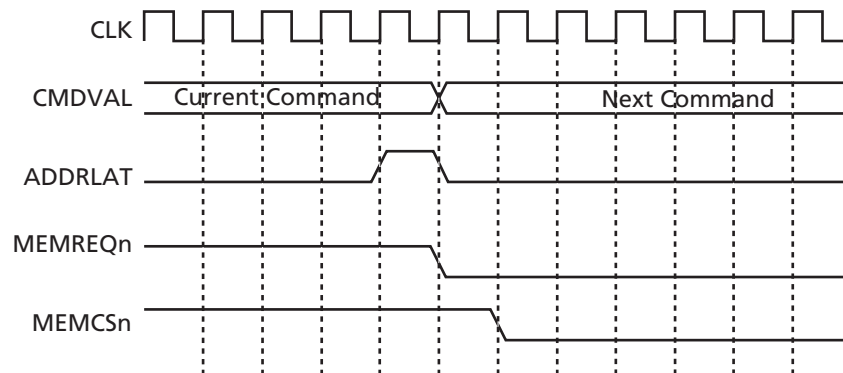 CLK
CMDVAL Current Command Next Command
ADDRLAT
MEMREQn
MEMCSn